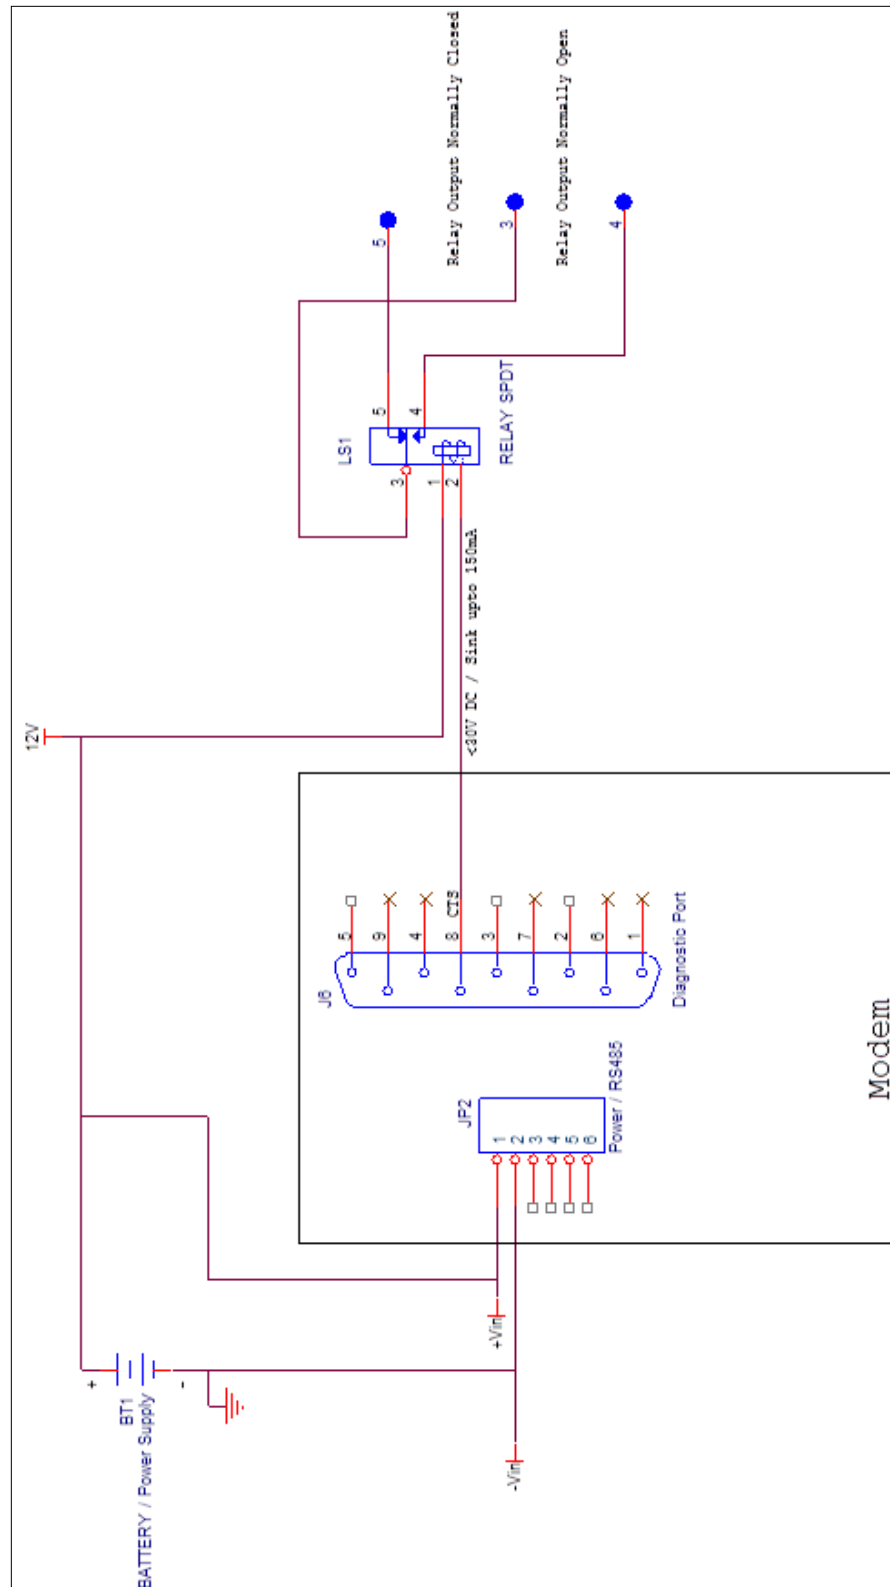 BATTERY / Power Supply
BT1
+
-
12V
+Vin
-Vin
JP2
1
2
3
4
5
6
Power / RS485
J6
5
9
4
8
CTS
3
7
2
6
1
Diagnostic Port
Modem
<30V DC / Sink upto 150mA
LS1
3
1
2
5
4
RELAY SPDT
5
Relay Output Normally Closed
3
Relay Output Normally Open
4